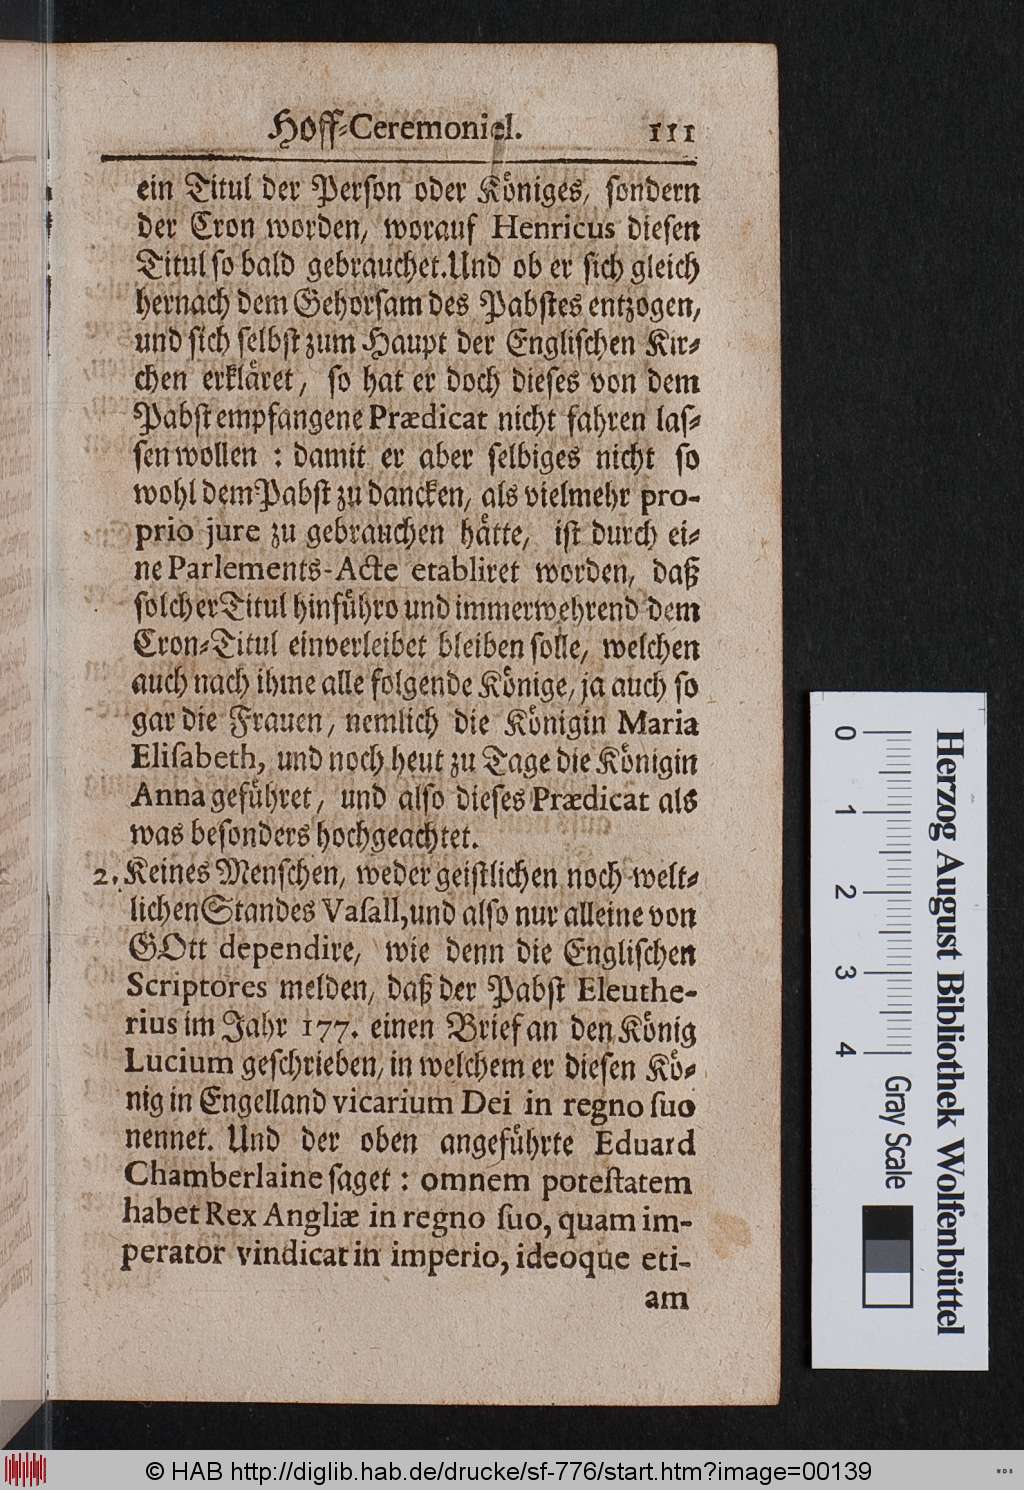 Hoff-Ceremoniel. 111
ein Titul der Perſon oder Königes, ſondern
der Cron worden, worauf Henricus dieſen
Titul ſo bald gebrauchet. Und ob er ſich gleich
hernach dem Gehorſam des Pabſtes entzogen,
und ſich ſelbſt zum Haupt der Engliſchen Kir-
chen erkläret, ſo hat er doch dieſes von dem
Pabſt empfangene Prædicat nicht fahren laſ-
ſen wollen : damit er aber ſelbiges nicht ſo
wohl dem Pabſt zu dancken, als vielmehr pro-
prio jure zu gebrauchen hätte, iſt durch ei-
ne Parlements-Acte etabliret worden, daß
ſolcher Titul hinführo und immerwehrend dem
Cron-Titul einverleibet bleiben ſolle, welchen
auch nach ihme alle folgende Könige, ja auch ſo
gar die Frauen, nemlich die Königin Maria
Eliſabeth, und noch heut zu Tage die Königin
Anna geführet, und alſo dieſes Prædicat als
was beſonders hochgeachtet.
2. Keines Menſchen, weder geiſtlichen noch welt-
lichen Standes Vaſall, und alſo nur alleine von
GOtt dependire, wie denn die Engliſchen
Scriptores melden, daß der Pabſt Eleuthe-
rius im Jahr 177. einen Brief an den König
Lucium geſchrieben, in welchem er dieſen Kö-
nig in Engelland vicarium Dei in regno ſuo
nennet. Und der oben angeführte Eduard
Chamberlaine ſaget : omnem poteſtatem
habet Rex Angliæ in regno ſuo, quam im-
perator vindicat in imperio, ideoque eti-
am
0 1 2 3 4 Gray Scale
Herzog August Bibliothek Wolfenbüttel
© HAB http://diglib.hab.de/drucke/sf-776/start.htm?image=00139